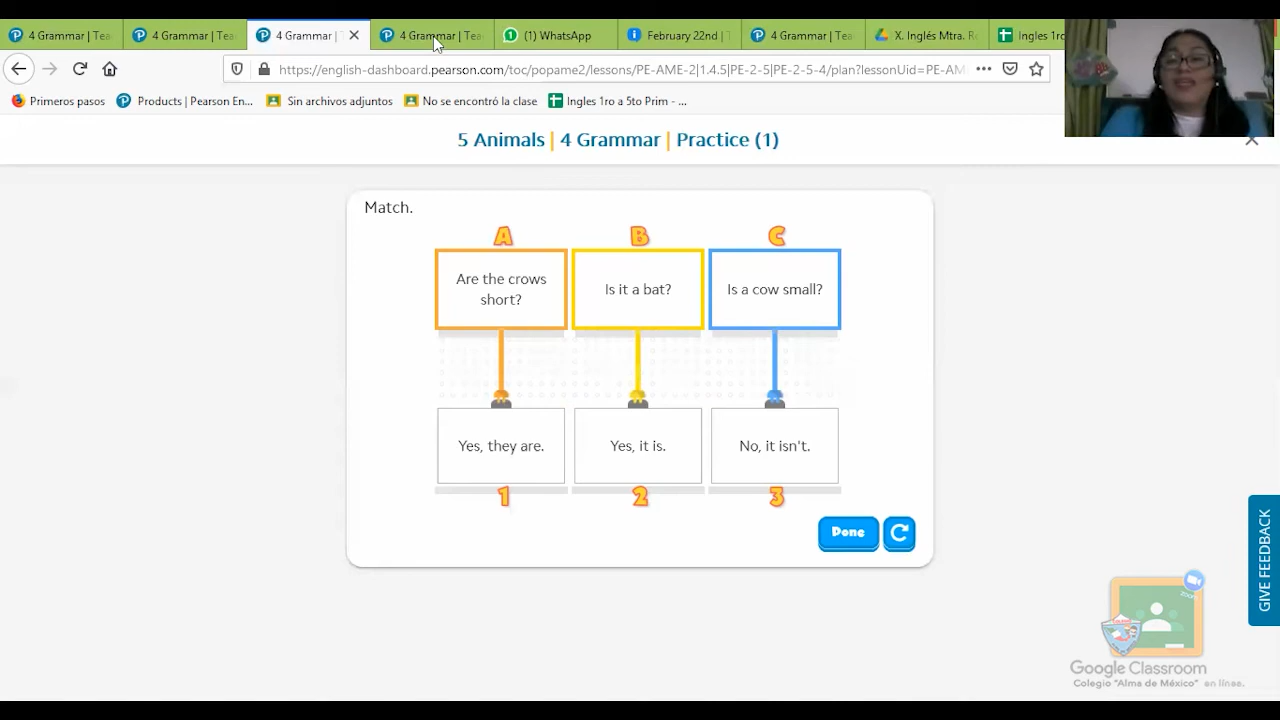 4 Grammar | Tea
4 Grammar | Tea
4 Grammar | T
4 Grammar | Tea
(1) WhatsApp
February 22nd | T
4 Grammar | Tea
X. Inglés Mtra. R
Ingles 1ro
https://english-dashboard.pearson.com/toc/popame2/lessons/PE-AME-2|1.4.5|PE-2-5|PE-2-5-4/plan?lessonUid=PE-AM
Primeros pasos
Products | Pearson En...
Sin archivos adjuntos
No se encontró la clase
Ingles 1ro a 5to Prim - ...
5 Animals | 4 Grammar | Practice (1)
Match.
A B C
Are the crows
short?
Is it a bat?
Is a cow small?
Yes, they are.
Yes, it is.
No, it isn't.
1 2 3
Done
GIVE FEEDBACK
zoom
Google Classroom
Colegio "Alma de México" en línea.